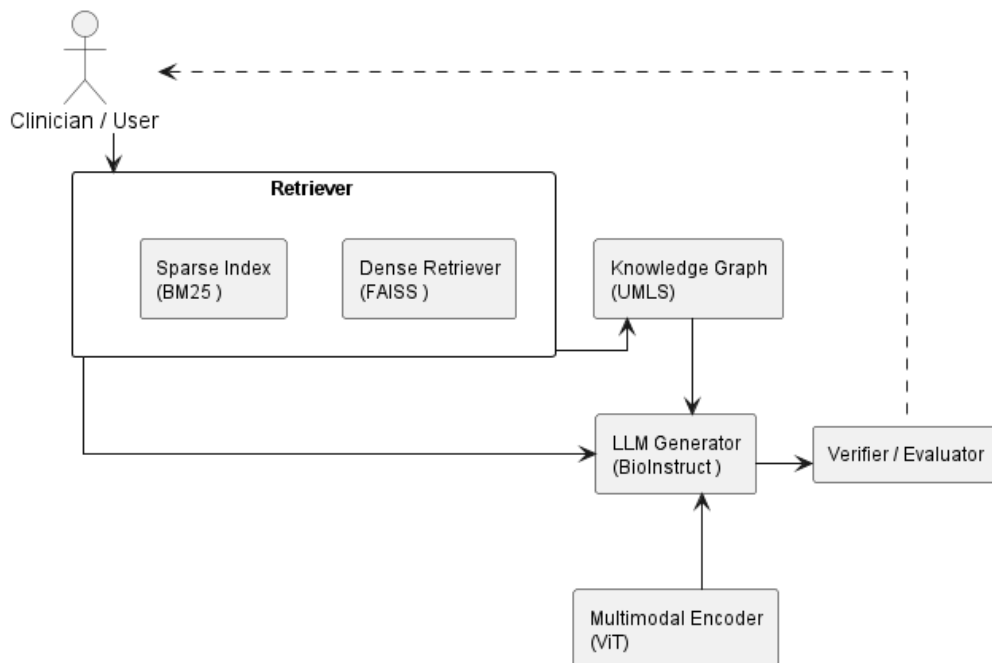 Clinician / User
Retriever
Sparse Index
(BM25 )
Dense Retriever
(FAISS )
Knowledge Graph
(UMLS)
LLM Generator
(BioInstruct )
Verifier / Evaluator
Multimodal Encoder
(ViT)